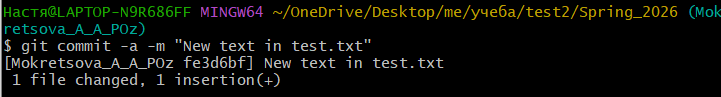 Настя@LAPTOP-N9R686FF MINGW64 ~/OneDrive/Desktop/me/учеба/test2/Spring_2026 (Mok
retsova_A_A_POz)
$ git commit -a -m "New text in test.txt"
[Mokretsova_A_A_POz fe3d6bf] New text in test.txt
 1 file changed, 1 insertion(+)